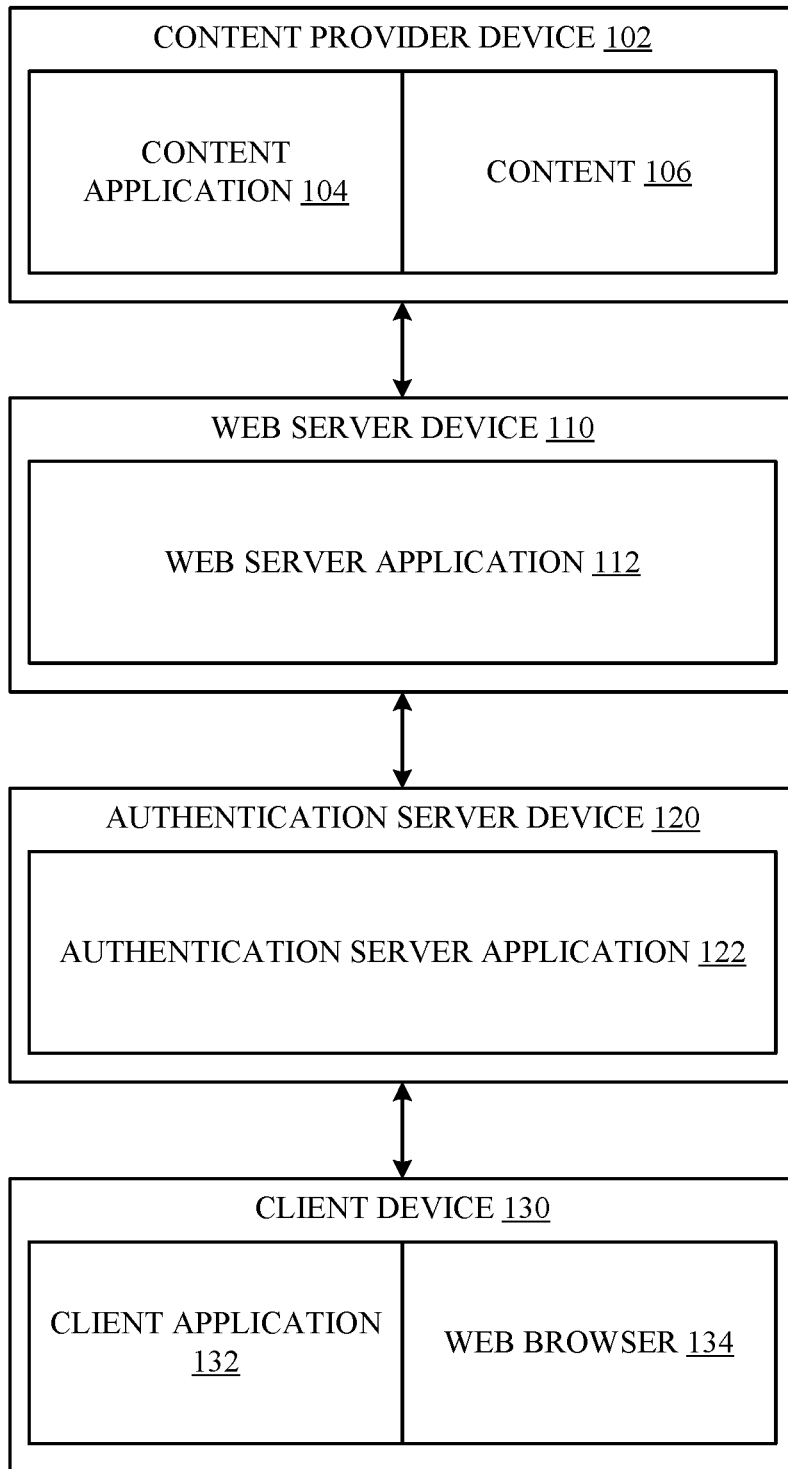 CONTENT PROVIDER DEVICE 102
CONTENT
APPLICATION 104
CONTENT 106
WEB SERVER DEVICE 110
WEB SERVER APPLICATION 112
AUTHENTICATION SERVER DEVICE 120
AUTHENTICATION SERVER APPLICATION 122
CLIENT DEVICE 130
CLIENT APPLICATION
132
WEB BROWSER 134